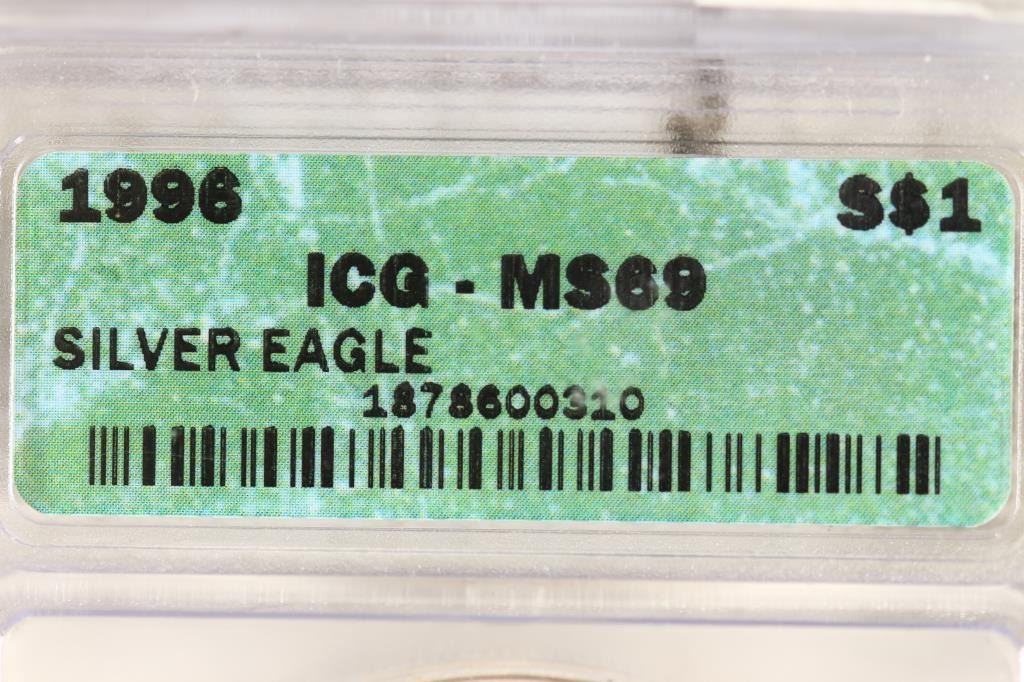 1996 S$1
ICG - MS69
SILVER EAGLE
1878600310